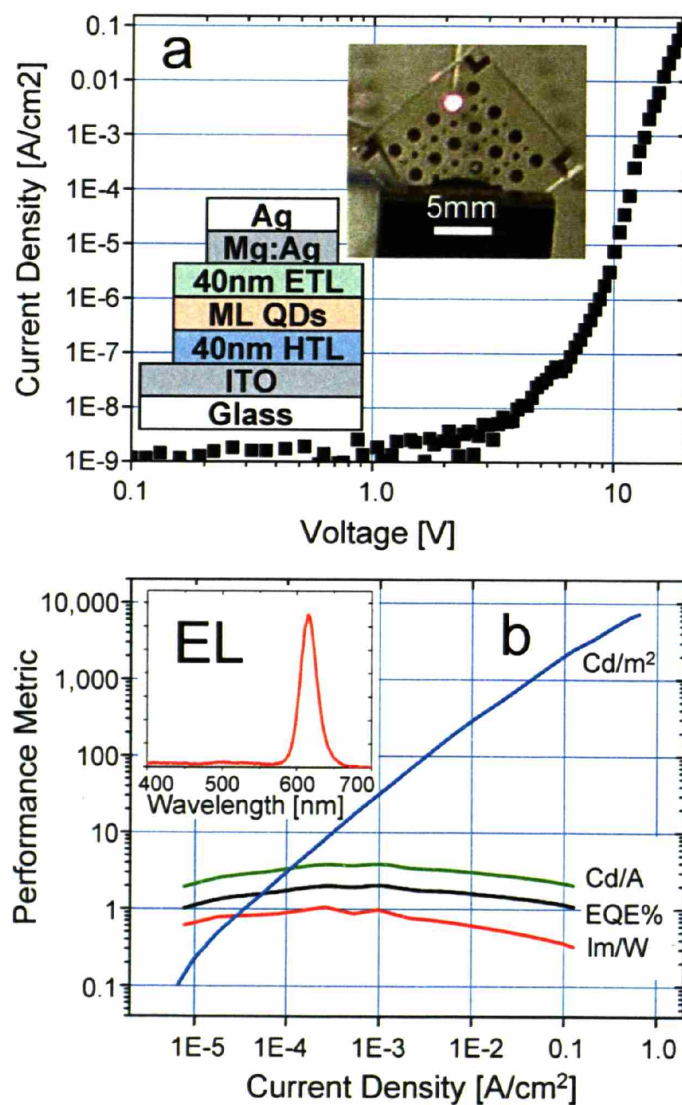 a
0.1
0.01
1E-3
1E-4
1E-5
1E-6
1E-7
1E-8
1E-9
Current Density [A/cm2]
5mm
Ag
Mg:Ag
40nm ETL
ML QDs
40nm HTL
ITO
Glass
0.1 1.0 10
Voltage [V]
10,000
1,000
100
10
1
0.1
Performance Metric
EL
400 500 600 700
Wavelength [nm]
b
Cd/m²
Cd/A
EQE%
lm/W
1E-5 1E-4 1E-3 1E-2 0.1 1.0
Current Density [A/cm²]